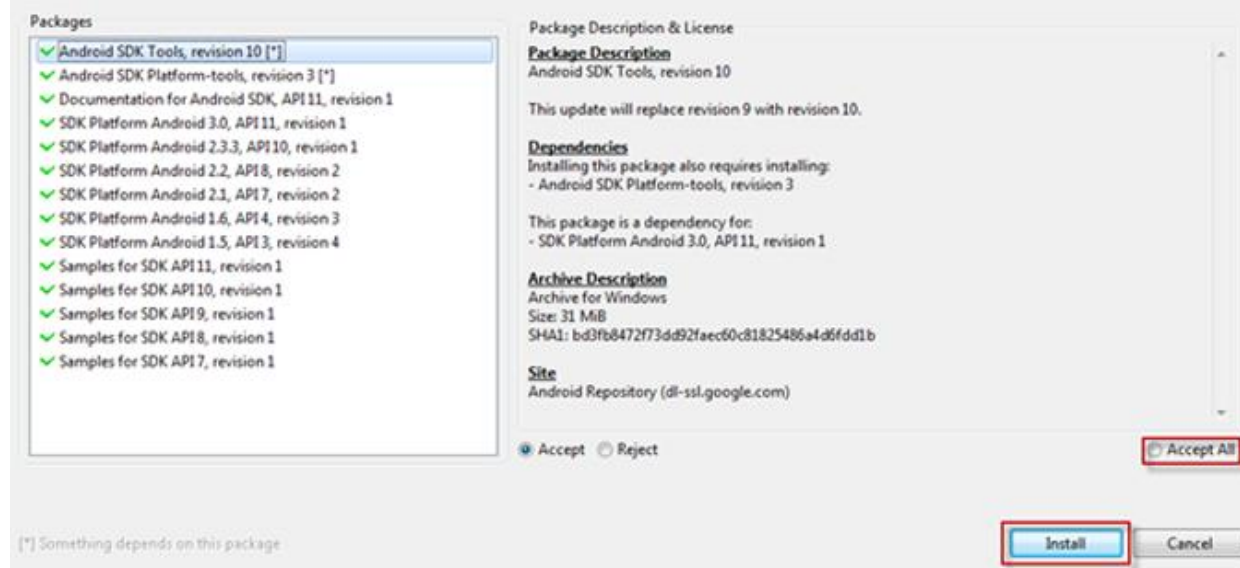 Packages
Android SDK Tools, revision 10 [*]
Android SDK Platform-tools, revision 3 [*]
Documentation for Android SDK, API 11, revision 1
SDK Platform Android 3.0, API 11, revision 1
SDK Platform Android 2.3.3, API 10, revision 1
SDK Platform Android 2.2, API 8, revision 2
SDK Platform Android 2.1, API 7, revision 2
SDK Platform Android 1.6, API 4, revision 3
SDK Platform Android 1.5, API 3, revision 4
Samples for SDK API 11, revision 1
Samples for SDK API 10, revision 1
Samples for SDK API 9, revision 1
Samples for SDK API 8, revision 1
Samples for SDK API 7, revision 1
Package Description & License
Package Description
Android SDK Tools, revision 10
This update will replace revision 9 with revision 10.
Dependencies
Installing this package also requires installing:
- Android SDK Platform-tools, revision 3
This package is a dependency for:
- SDK Platform Android 3.0, API 11, revision 1
Archive Description
Archive for Windows
Size: 31 MiB
SHA1: bd3fb8472f73dd92faec60c81825486a4d6fdd1b
Site
Android Repository (dl-ssl.google.com)
Accept Reject Accept All
[*] Something depends on this package
Install Cancel